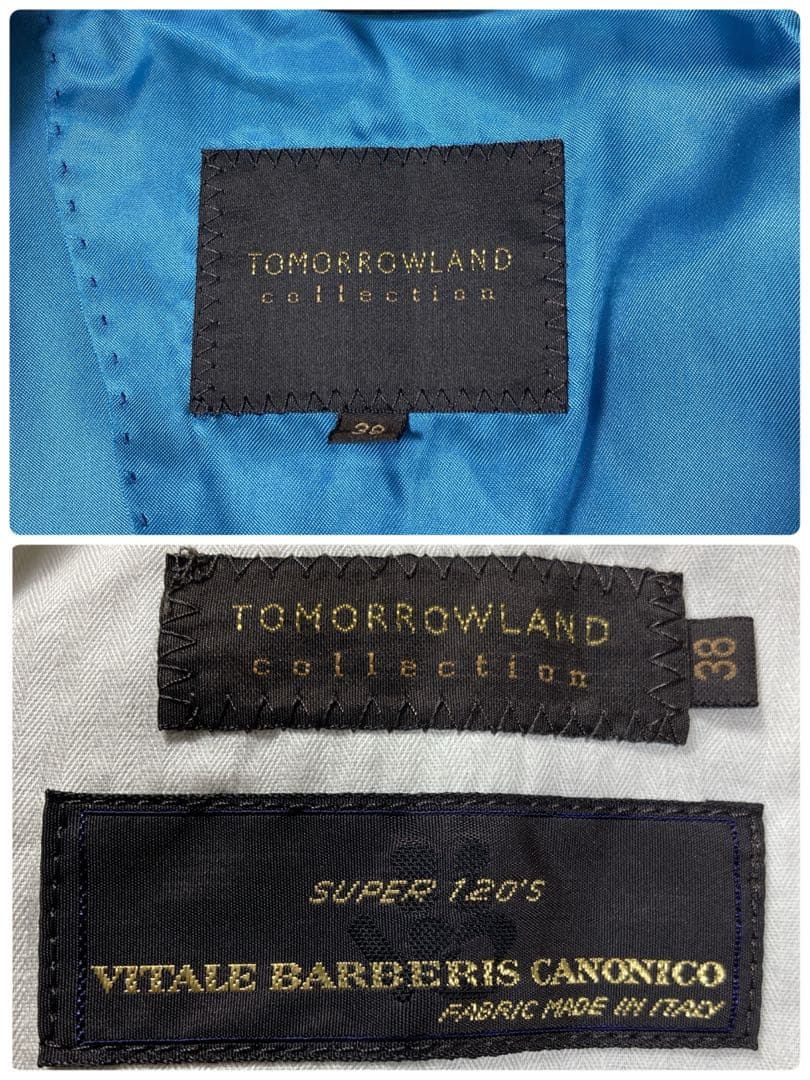 TOMORROWLAND
collection
38
TOMORROWLAND
collection
38
SUPER 120'S
VITALE BARBERIS CANONICO
FABRIC MADE IN ITALY